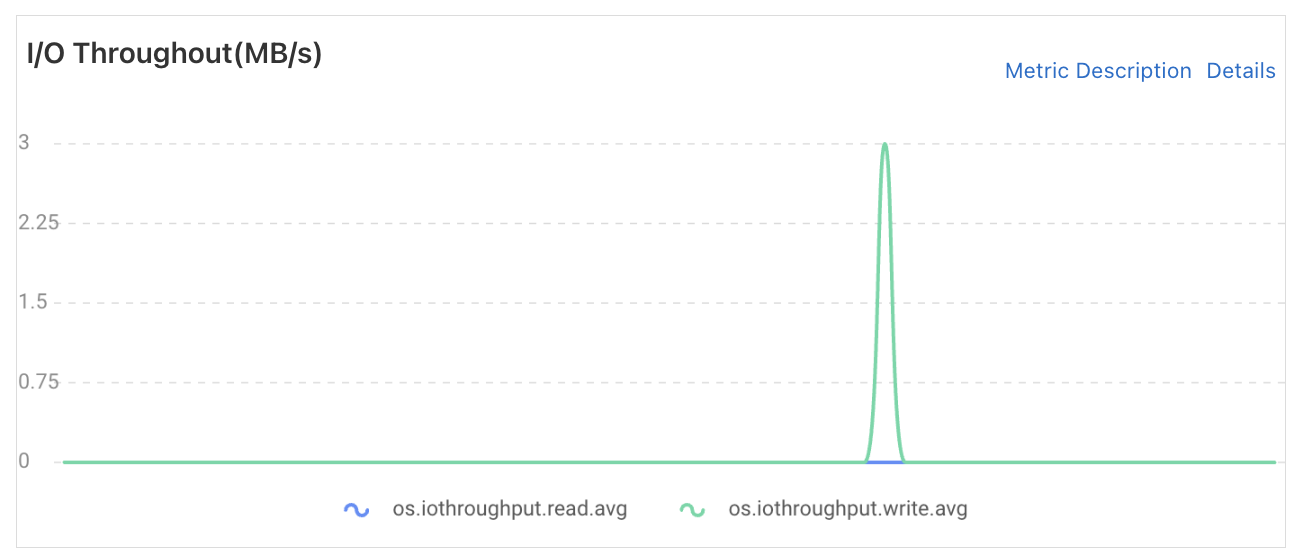 I/O Throughout(MB/s)
Metric Description Details
3
2.25
1.5
0.75
0
os.iothroughput.read.avg os.iothroughput.write.avg